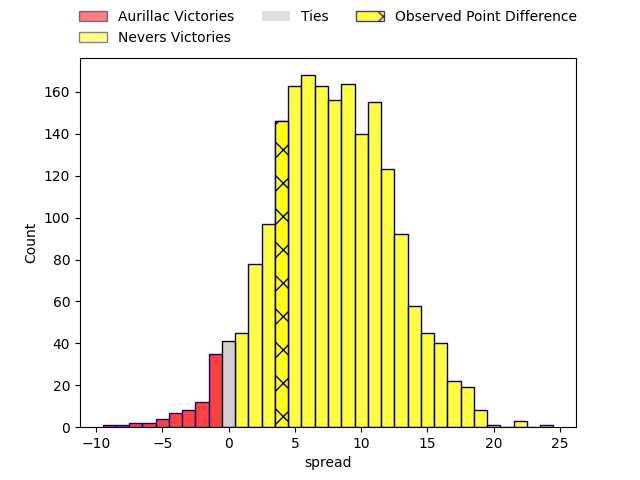 Aurillac Victories
Nevers Victories
Ties
Observed Point Difference
160
140
120
100
80
60
40
20
0
Count
−10 −5 0 5 10 15 20 25
spread